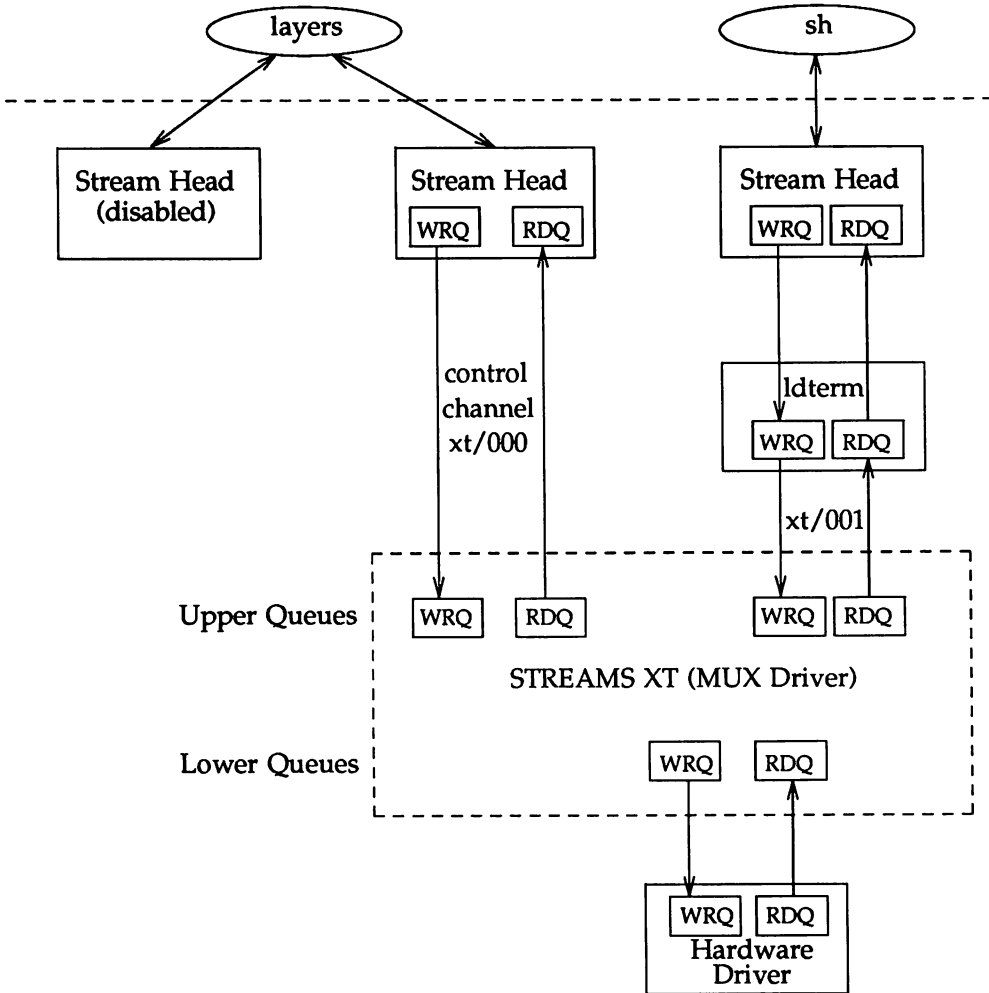 layers
sh
Stream Head
(disabled)
Stream Head
WRQ
RDQ
Stream Head
WRQ
RDQ
control
channel
xt/000
ldterm
WRQ
RDQ
xt/001
Upper Queues
WRQ
RDQ
WRQ
RDQ
STREAMS XT (MUX Driver)
Lower Queues
WRQ
RDQ
WRQ
RDQ
Hardware
Driver